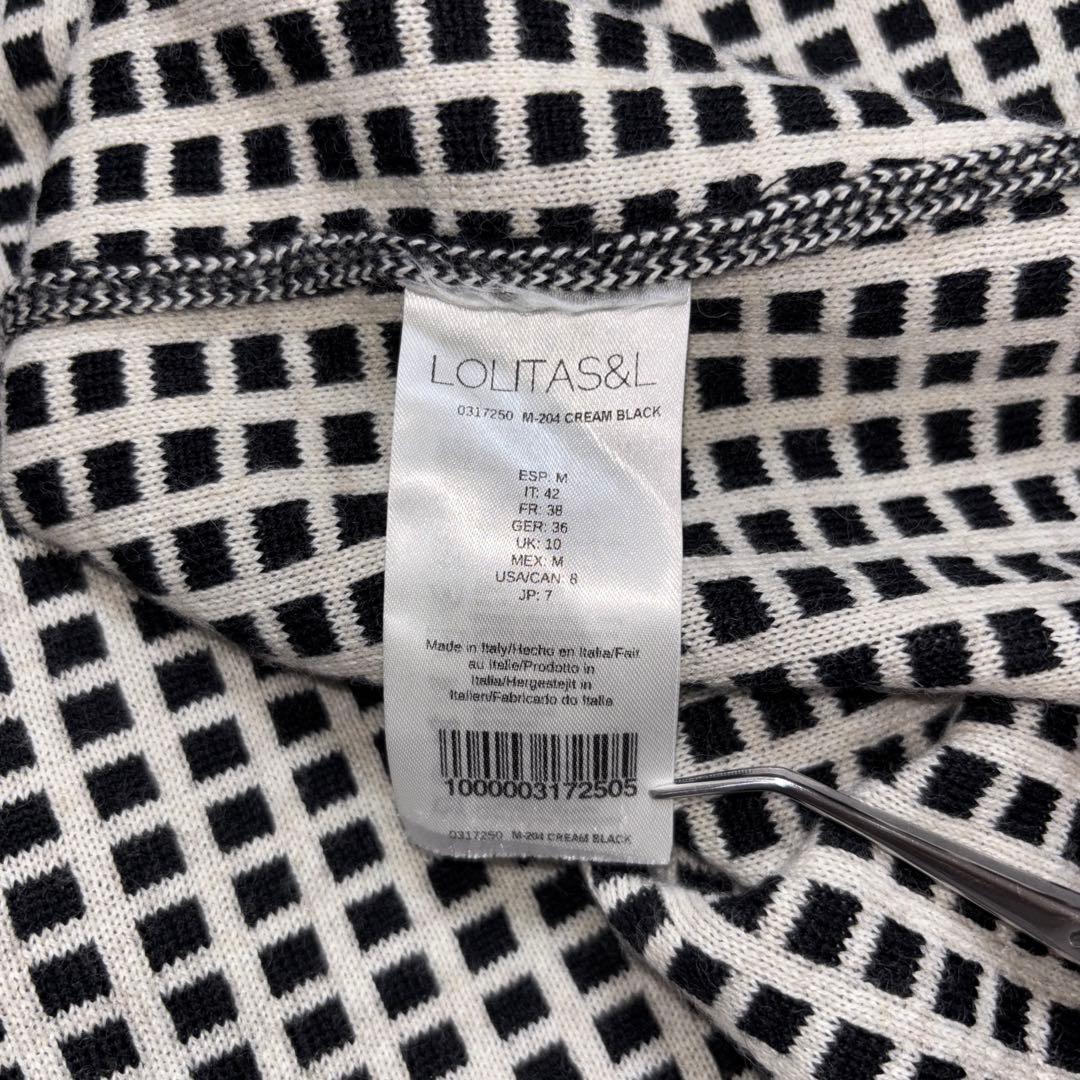 LOLITAS&L
0317250 M-204 CREAM BLACK
ESP: M
IT: 42
FR: 38
GER: 36
UK: 10
MEX: M
USA/CAN: 8
JP: 7
Made in Italy/Hecho en Italia/Fait
au Italie/Prodotto in
Italia/Hergestejlt in
Italien/Fabricado do Italia
1000003172505
0317250 M-204 CREAM BLACK